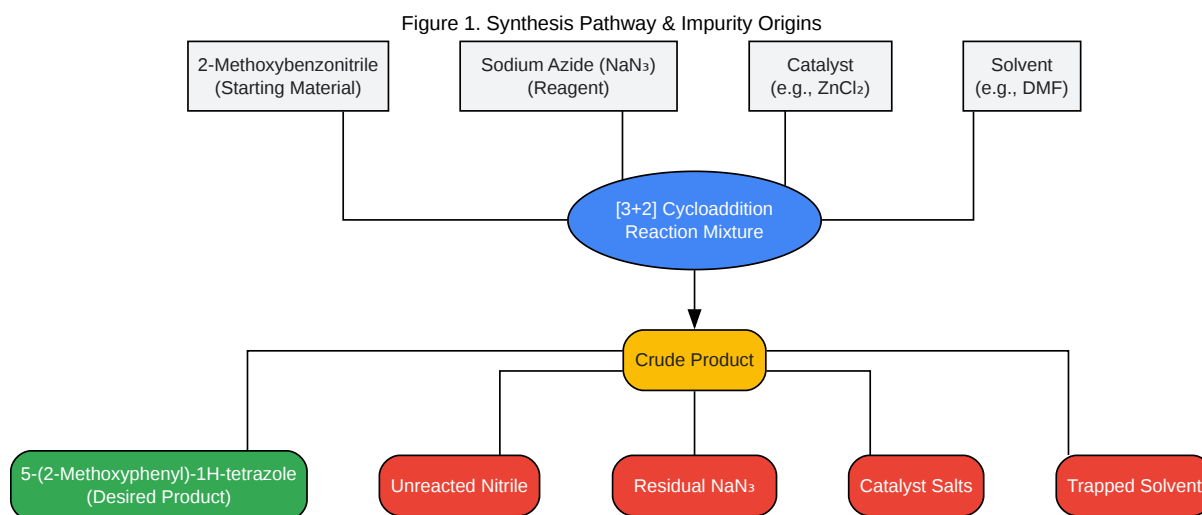 Figure 1. Synthesis Pathway & Impurity Origins
2-Methoxybenzonitrile
(Starting Material)
Sodium Azide (NaN₃)
(Reagent)
Catalyst
(e.g., ZnCl₂)
Solvent
(e.g., DMF)
[3+2] Cycloaddition
Reaction Mixture
Crude Product
5-(2-Methoxyphenyl)-1H-tetrazole
(Desired Product)
Unreacted Nitrile
Residual NaN₃
Catalyst Salts
Trapped Solvent